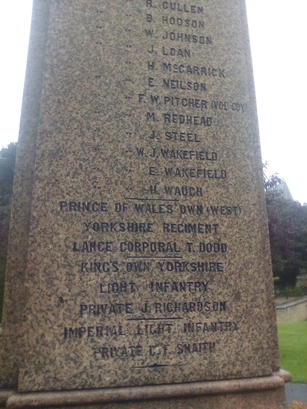 R. CULLEN
" B. HODSON
" W. JOHNSON
" J. LOAN
" H. McCARRICK
" E. NEILSON
" F. W. PITCHER (VOL. COY)
" M. REDHEAD
" J. STEEL
" W. J. WAKEFIELD
" E. WAKEFIELD
" H. WAUGH
PRINCE OF WALES' OWN (WEST)
YORKSHIRE REGIMENT
LANCE CORPORAL T. DODD
KING'S OWN YORKSHIRE
LIGHT INFANTRY
PRIVATE J. RICHARDSON
IMPERIAL LIGHT INFANTRY
PRIVATE C. F. SNAITH